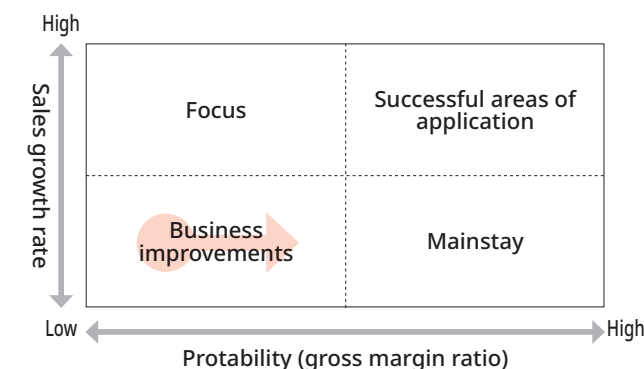 High
Sales growth rate
Focus
Successful areas of
application
Business
improvements
Mainstay
Low
High
Protability (gross margin ratio)